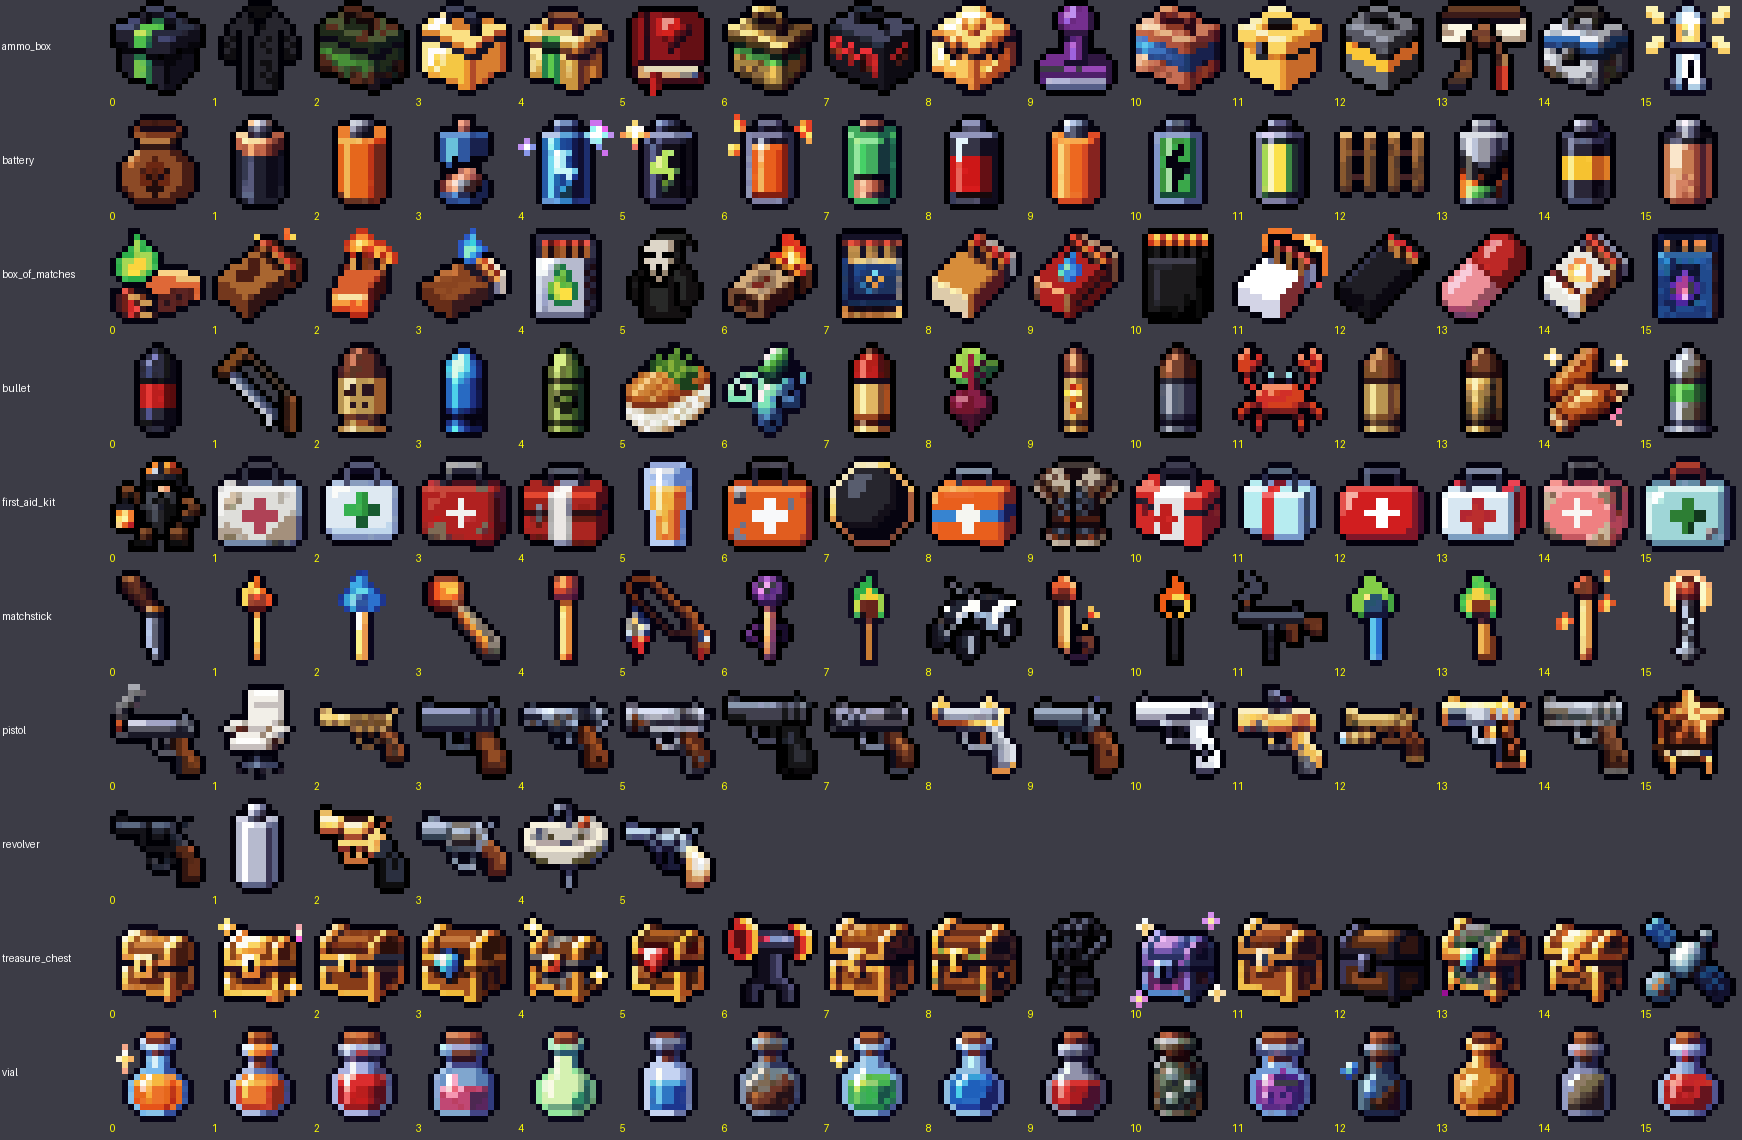 ammo_box
0 1 2 3 4 5 6 7 8 9 10 11 12 13 14 15
battery
0 1 2 3 4 5 6 7 8 9 10 11 12 13 14 15
box_of_matches
0 1 2 3 4 5 6 7 8 9 10 11 12 13 14 15
bullet
0 1 2 3 4 5 6 7 8 9 10 11 12 13 14 15
first_aid_kit
0 1 2 3 4 5 6 7 8 9 10 11 12 13 14 15
matchstick
0 1 2 3 4 5 6 7 8 9 10 11 12 13 14 15
pistol
0 1 2 3 4 5 6 7 8 9 10 11 12 13 14 15
revolver
0 1 2 3 4 5
treasure_chest
0 1 2 3 4 5 6 7 8 9 10 11 12 13 14 15
vial
0 1 2 3 4 5 6 7 8 9 10 11 12 13 14 15